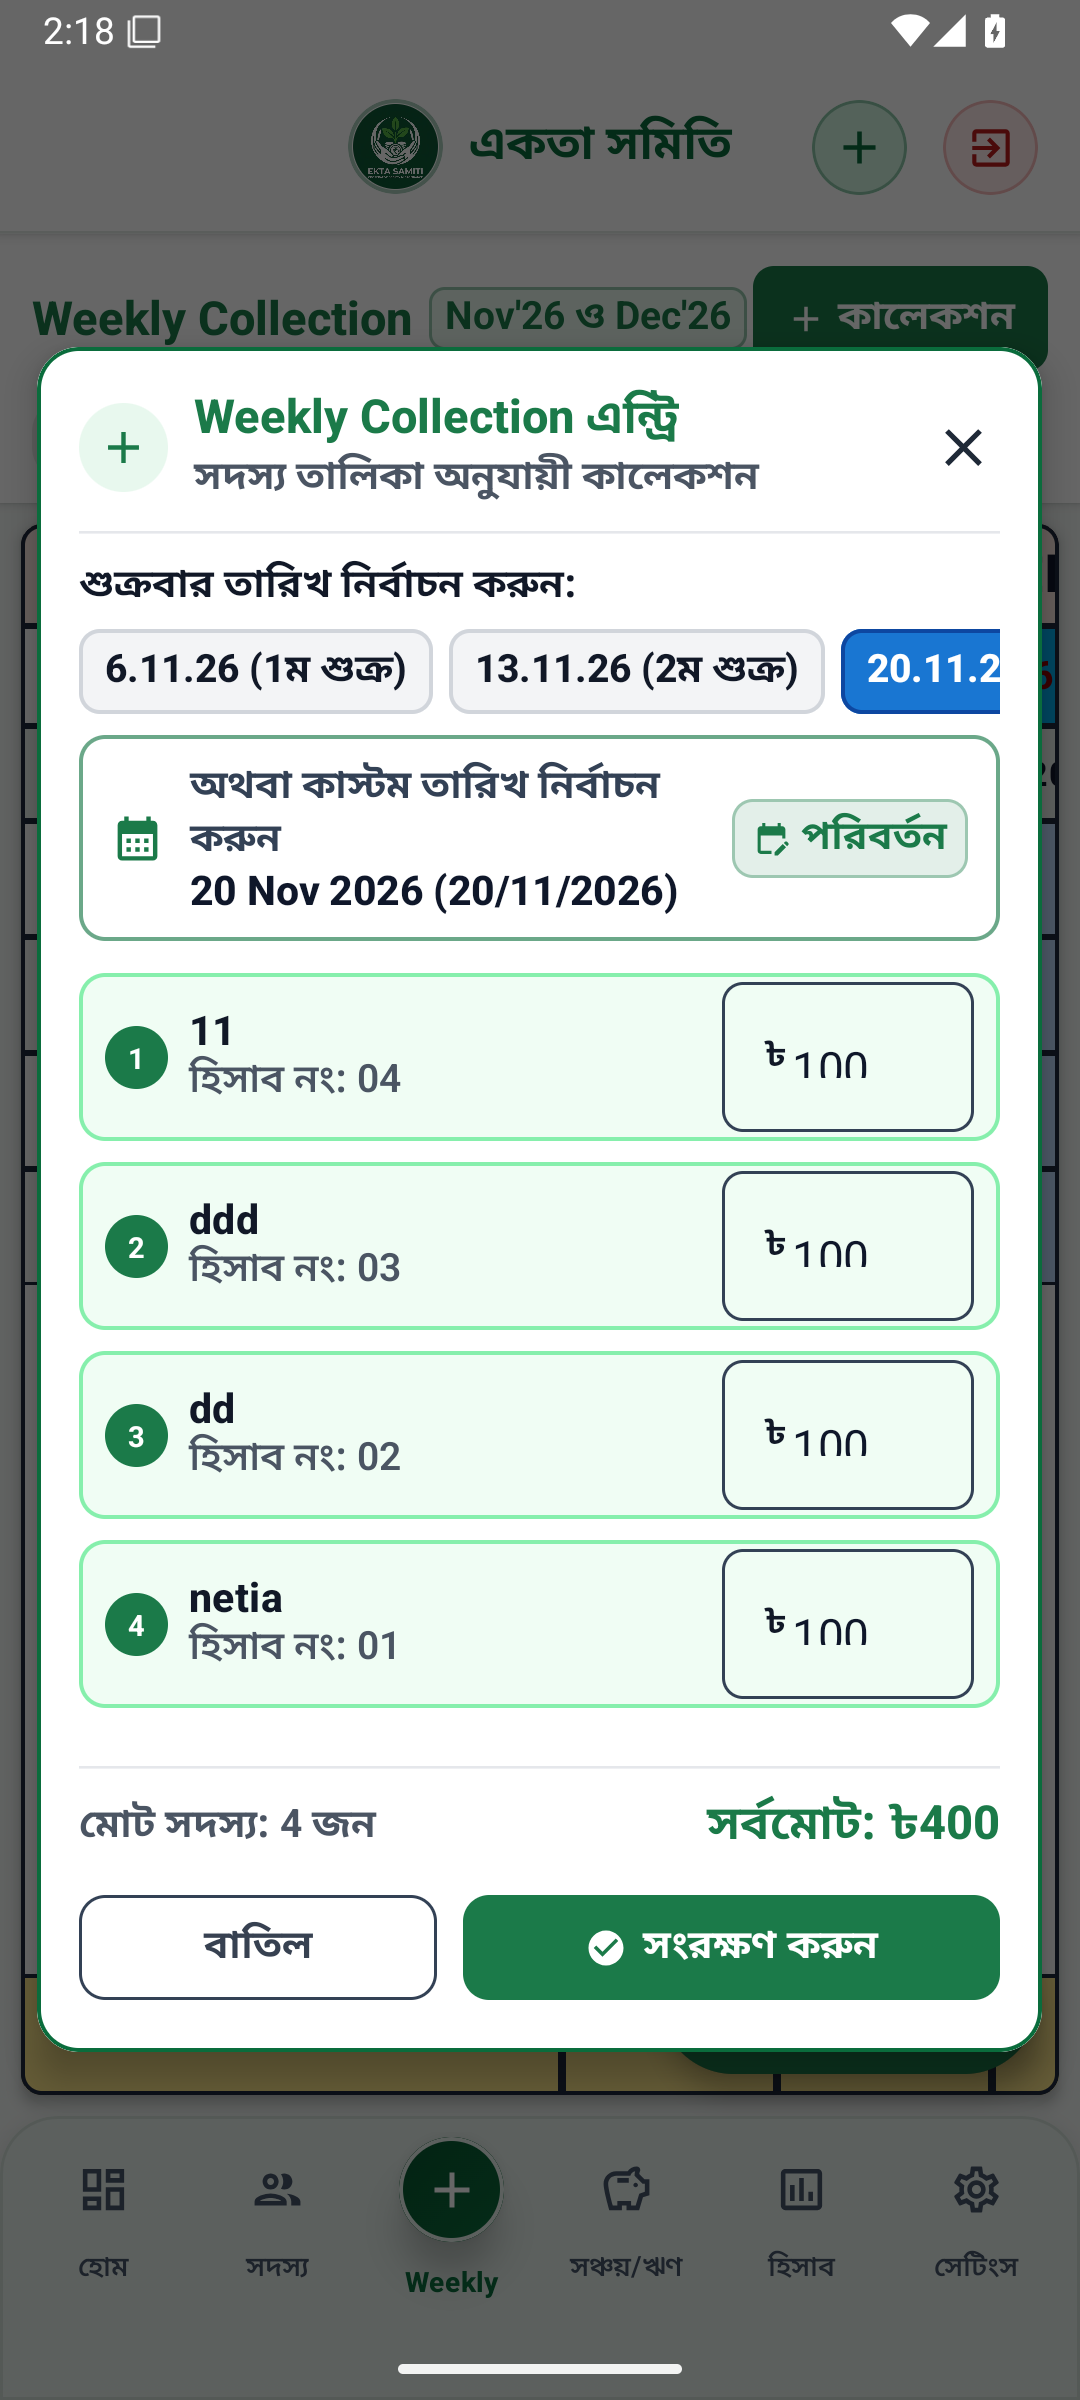 2:18
EKTA SAMITI
একতা সমিতি
Weekly Collection
Nov'26 ও Dec'26
+ কালেকশন
Weekly Collection এন্ট্রি
সদস্য তালিকা অনুযায়ী কালেকশন
শুক্রবার তারিখ নির্বাচন করুন:
6.11.26 (1ম শুক্র)
13.11.26 (2ম শুক্র)
20.11.2
অথবা কাস্টম তারিখ নির্বাচন
করুন
20 Nov 2026 (20/11/2026)
পরিবর্তন
1
11
হিসাব নং: 04
৳ 100
2
ddd
হিসাব নং: 03
৳ 100
3
dd
হিসাব নং: 02
৳ 100
4
netia
হিসাব নং: 01
৳ 100
মোট সদস্য: 4 জন
সর্বমোট: ৳400
বাতিল
সংরক্ষণ করুন
হোম
সদস্য
Weekly
সঞ্চয়/ঋণ
হিসাব
সেটিংস